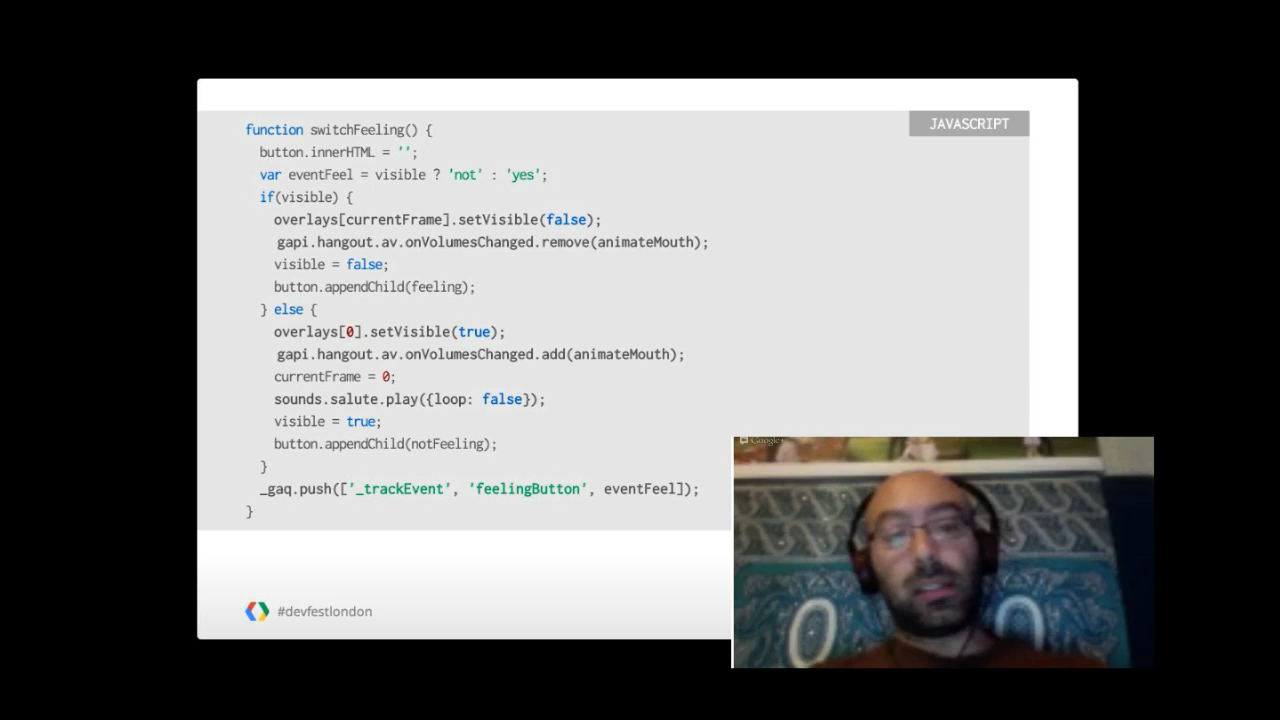 JAVASCRIPT
function switchFeeling() {
button.innerHTML = '';
var eventFeel = visible ? 'not' : 'yes';
if(visible) {
overlays[currentFrame].setVisible(false);
gapi.hangout.av.onVolumesChanged.remove(animateMouth);
visible = false;
button.appendChild(feeling);
} else {
overlays[0].setVisible(true);
gapi.hangout.av.onVolumesChanged.add(animateMouth);
currentFrame = 0;
sounds.salute.play({loop: false});
visible = true;
button.appendChild(notFeeling);
}
_gaq.push(['_trackEvent', 'feelingButton', eventFeel]);
}
Google+
#devfestlondon